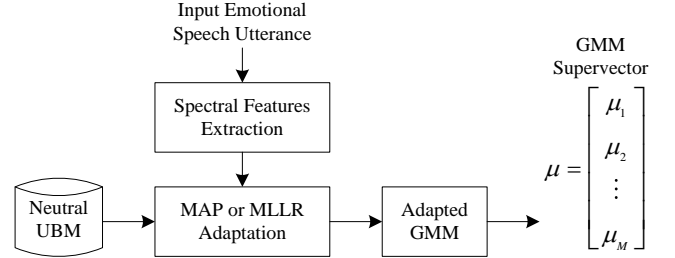 Input Emotional
Speech Utterance
Spectral Features
Extraction
Neutral
UBM
MAP or MLLR
Adaptation
Adapted
GMM
GMM
Supervector
μ =
μ₁
μ₂
⋮
μ_M